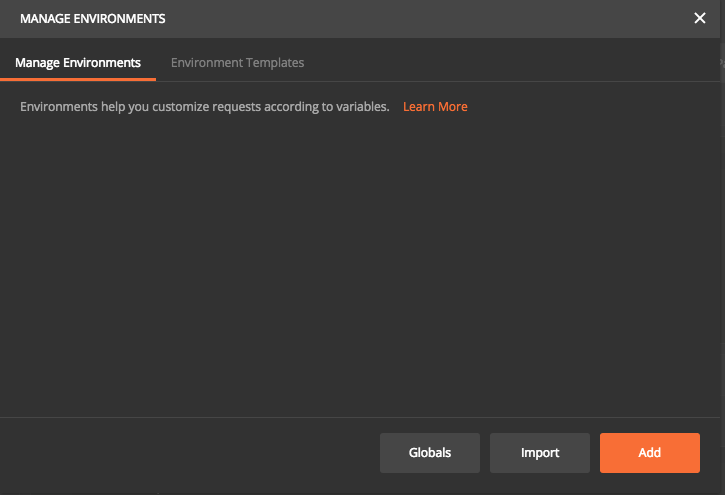 MANAGE ENVIRONMENTS
Manage Environments Environment Templates
Environments help you customize requests according to variables. Learn More
Globals Import Add